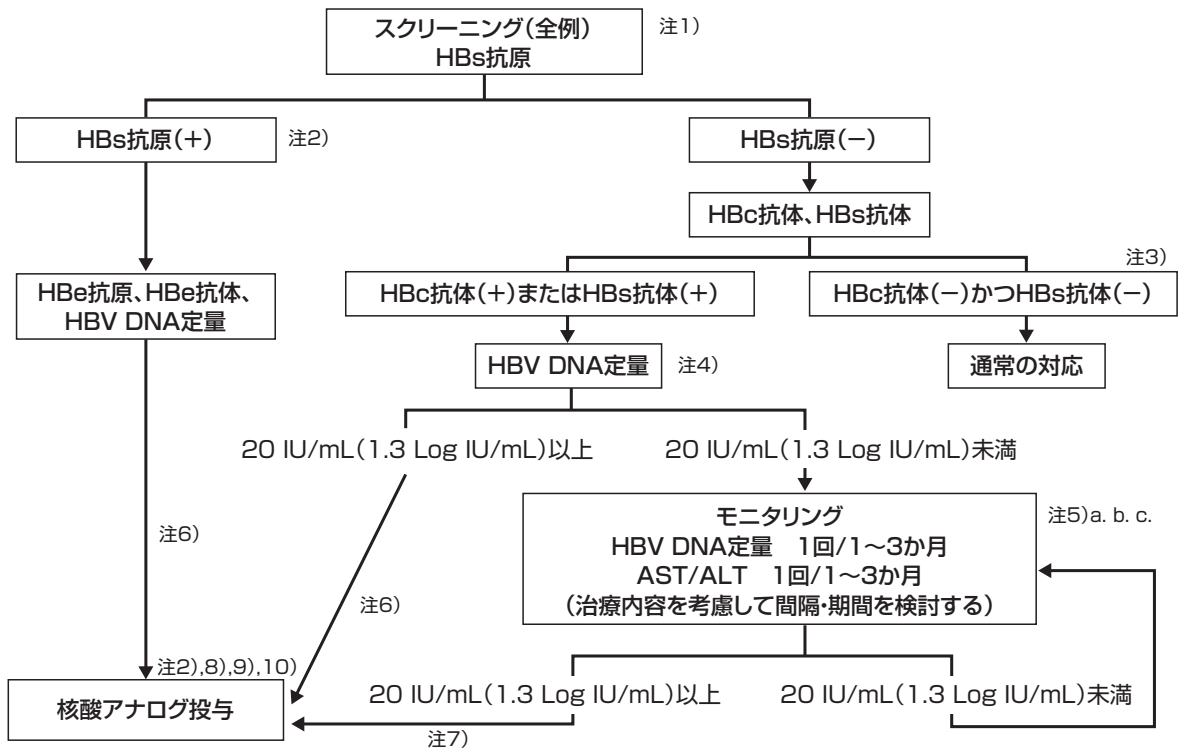 スクリーニング(全例)
HBs抗原
注1)
HBs抗原(+)
注2)
HBs抗原(−)
HBc抗体、HBs抗体
注3)
HBe抗原、HBe抗体、
HBV DNA定量
HBc抗体(+)またはHBs抗体(+)
HBc抗体(−)かつHBs抗体(−)
HBV DNA定量
注4)
通常の対応
20 IU/mL(1.3 Log IU/mL)以上
20 IU/mL(1.3 Log IU/mL)未満
モニタリング
HBV DNA定量 1回/1〜3か月
AST/ALT 1回/1〜3か月
(治療内容を考慮して間隔・期間を検討する)
注5)a. b. c.
注6)
注6)
注2),8),9),10)
核酸アナログ投与
20 IU/mL(1.3 Log IU/mL)以上
20 IU/mL(1.3 Log IU/mL)未満
注7)